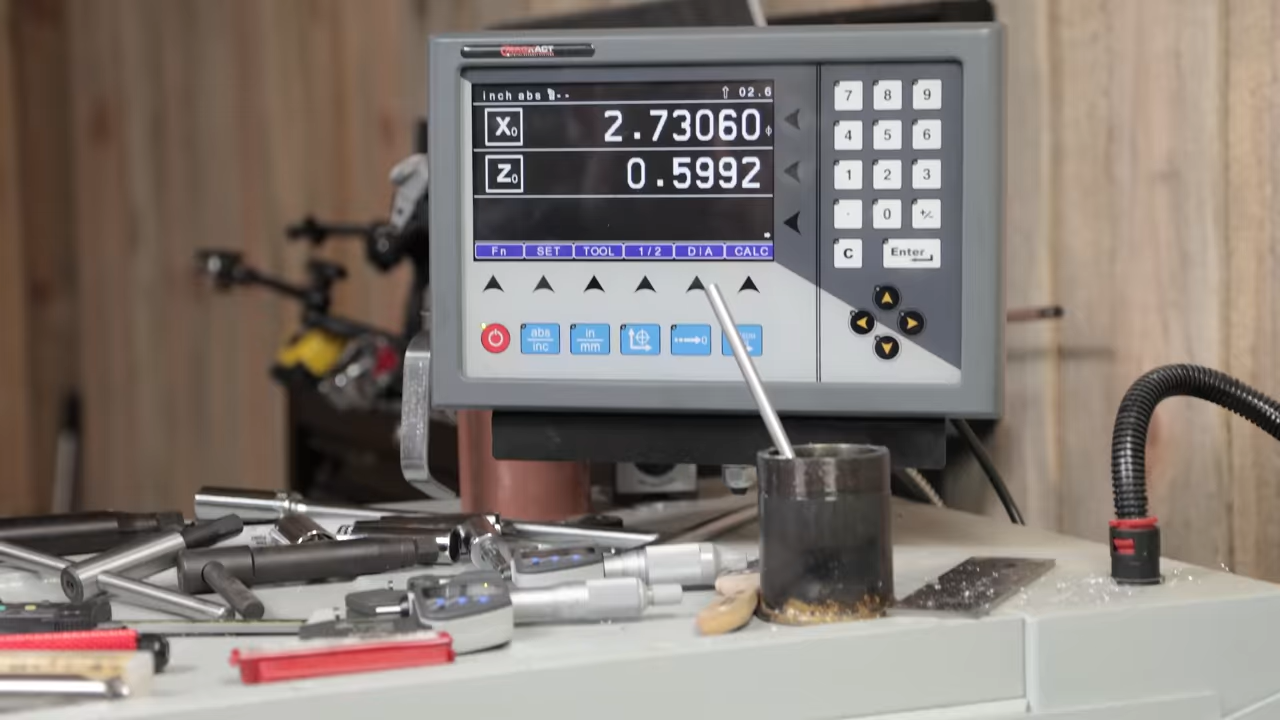 inch abs -- ⇧ 02.6
X0 2.73060⌀
Z0 0.5992
Fn SET TOOL 1/2 DIA CALC
abs
inc
in
mm
0
7 8 9
4 5 6
1 2 3
. 0 +/-
C Enter